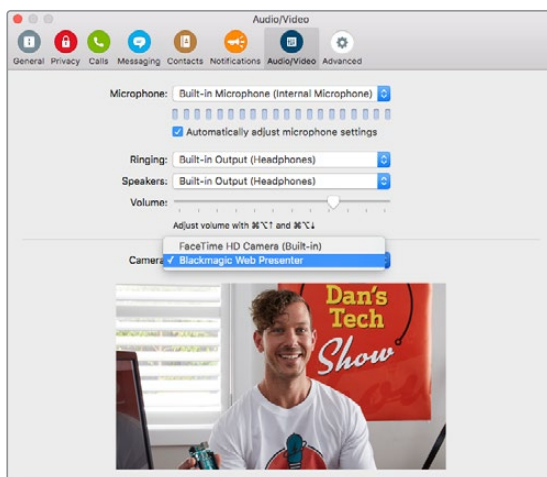 Audio/Video
General Privacy Calls Messaging Contacts Notifications Audio/Video Advanced
Microphone: Built-in Microphone (Internal Microphone)
Automatically adjust microphone settings
Ringing: Built-in Output (Headphones)
Speakers: Built-in Output (Headphones)
Volume:
Adjust volume with ⌘⌥↑ and ⌘⌥↓
FaceTime HD Camera (Built-in)
Camera ✓ Blackmagic Web Presenter
Dan's
Tech
Show